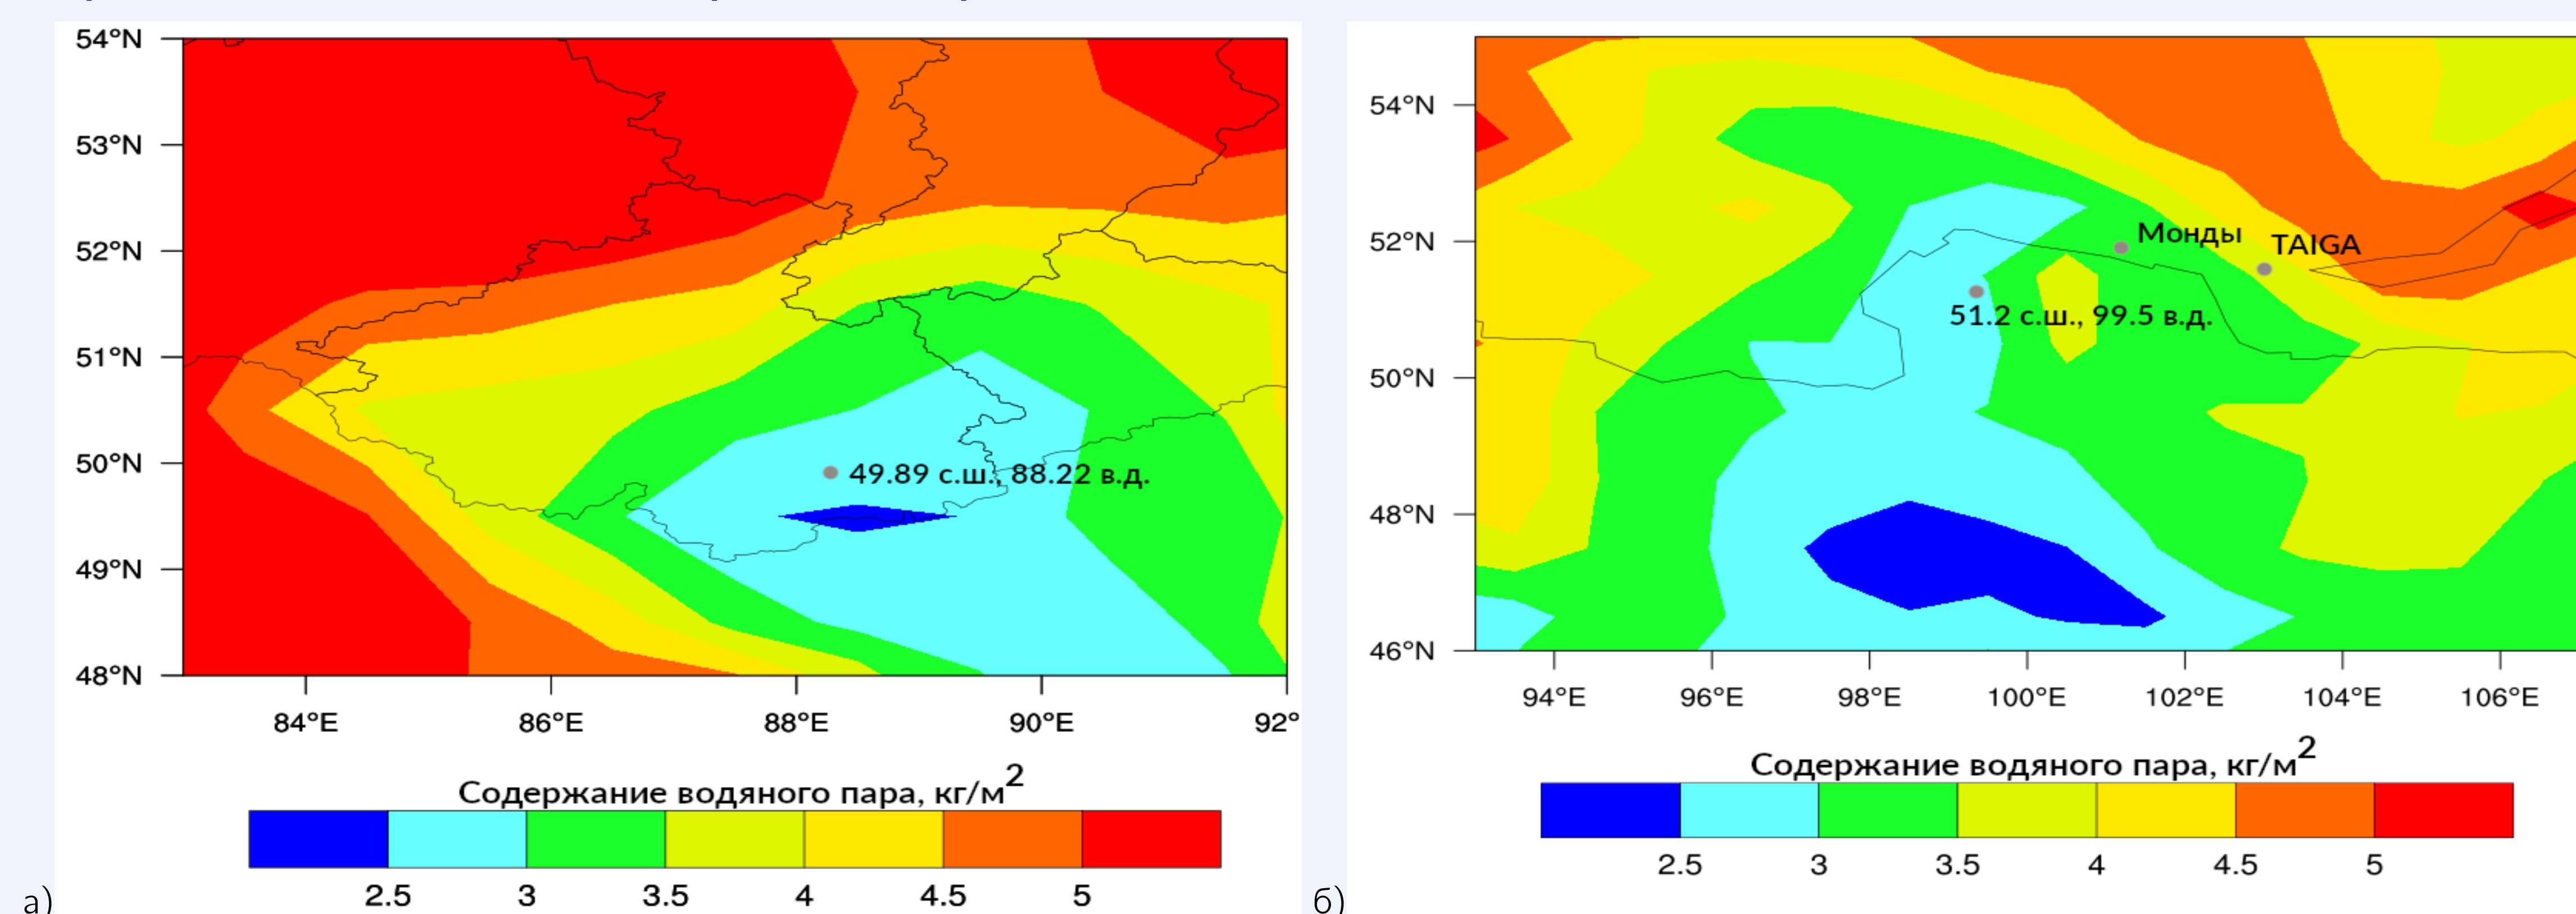 54°N
53°N
52°N
51°N
50°N
49°N
48°N
49.89 с.ш., 88.22 в.д.
84°E 86°E 88°E 90°E 92°
Содержание водяного пара, кг/м²
2.5 3 3.5 4 4.5 5
а)
54°N
52°N
50°N
48°N
46°N
Монды
TAIGA
51.2 с.ш., 99.5 в.д.
94°E 96°E 98°E 100°E 102°E 104°E 106°E
Содержание водяного пара, кг/м²
2.5 3 3.5 4 4.5 5
б)